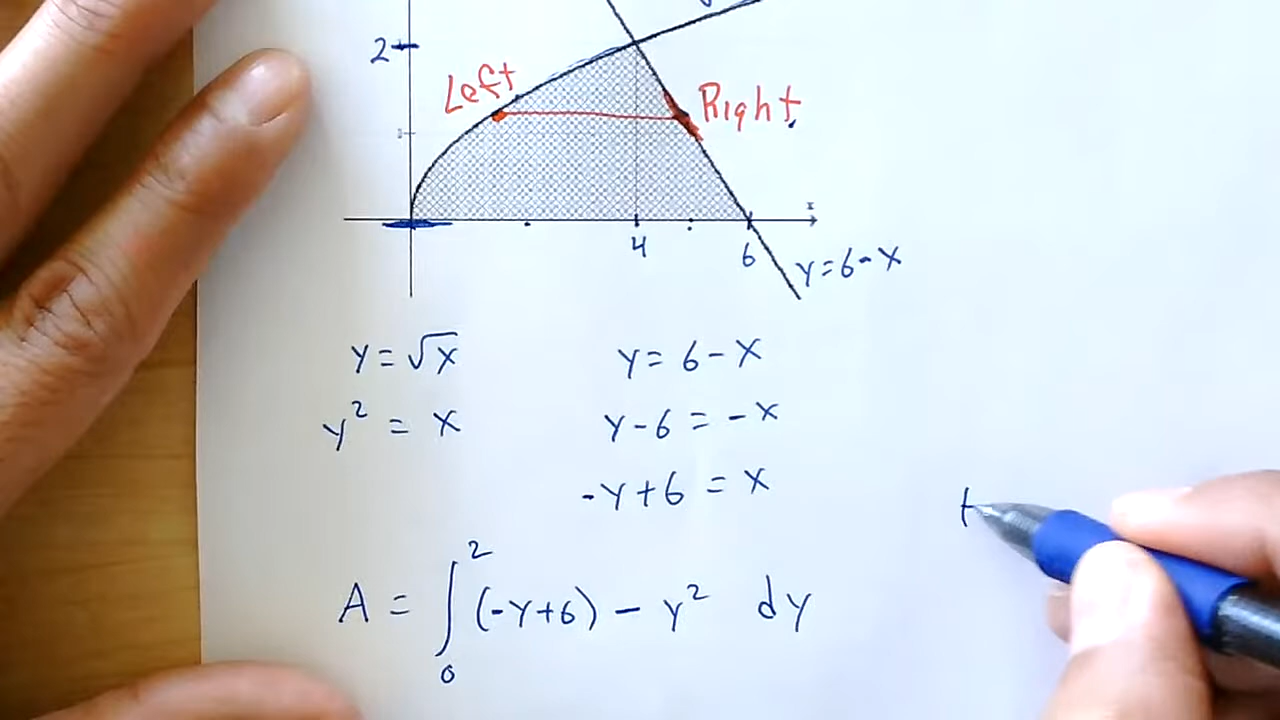 2
Left
Right
x
4
6
y=6-x
y=√x
y=6-x
y²=x
y-6=-x
-y+6=x
A=∫₀²(-y+6)-y² dy